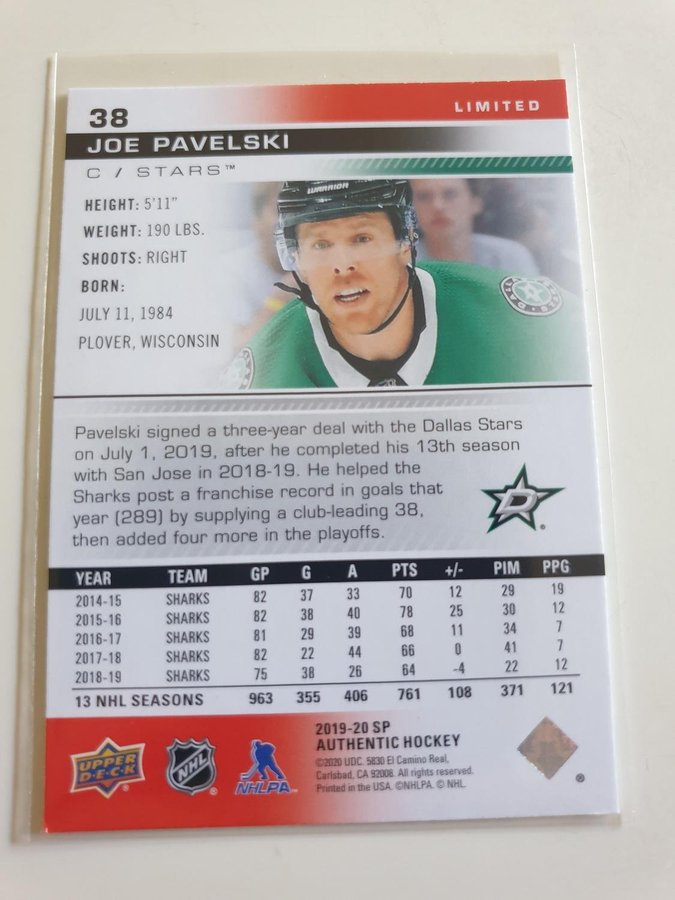 38
LIMITED
JOE PAVELSKI
C / STARS™
WARRIOR
HEIGHT: 5'11"
WEIGHT: 190 LBS.
SHOOTS: RIGHT
BORN:
JULY 11, 1984
PLOVER, WISCONSIN
Pavelski signed a three-year deal with the Dallas Stars
on July 1, 2019, after he completed his 13th season
with San Jose in 2018-19. He helped the
Sharks post a franchise record in goals that
year (289) by supplying a club-leading 38,
then added four more in the playoffs.
D
YEAR TEAM GP G A PTS +/- PIM PPG
2014-15 SHARKS 82 37 33 70 12 29 19
2015-16 SHARKS 82 38 40 78 25 30 12
2016-17 SHARKS 81 29 39 68 11 34 7
2017-18 SHARKS 82 22 44 66 0 41 7
2018-19 SHARKS 75 38 26 64 -4 22 12
13 NHL SEASONS 963 355 406 761 108 371 121
UPPER DECK
NHL
NHLPA
2019-20 SP
AUTHENTIC HOCKEY
©2020 UDC. 5830 El Camino Real,
Carlsbad, CA 92008. All rights reserved.
Printed in the USA. ©NHLPA. © NHL.